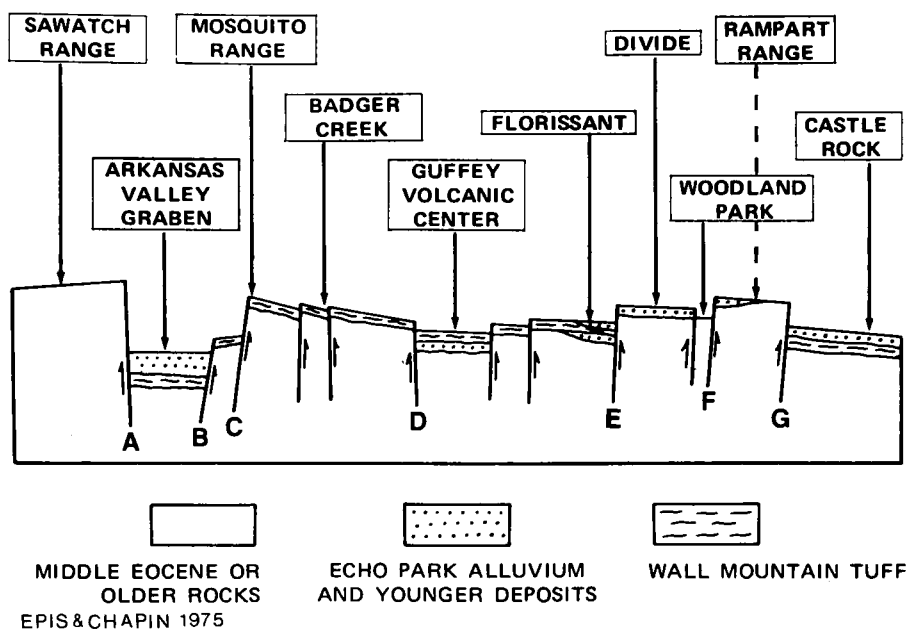 SAWATCH
RANGE
MOSQUITO
RANGE
BADGER
CREEK
ARKANSAS
VALLEY
GRABEN
GUFFEY
VOLCANIC
CENTER
FLORISSANT
DIVIDE
RAMPART
RANGE
WOODLAND
PARK
CASTLE
ROCK
A
B
C
D
E
F
G
MIDDLE EOCENE OR
OLDER ROCKS
ECHO PARK ALLUVIUM
AND YOUNGER DEPOSITS
WALL MOUNTAIN TUFF
EPIS & CHAPIN 1975